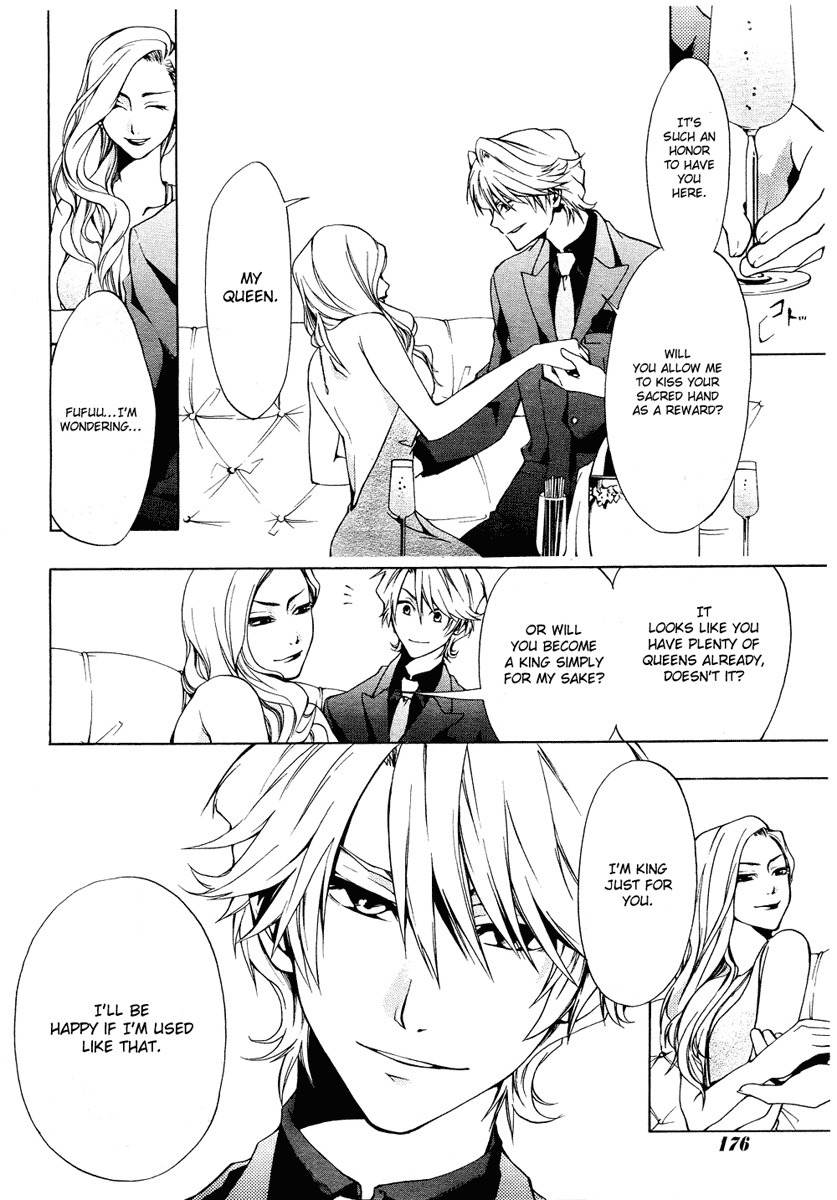 IT'S
SUCH AN
HONOR
TO HAVE
YOU
HERE.
コト...
WILL
YOU ALLOW ME
TO KISS YOUR
SACRED HAND
AS A REWARD?
MY
QUEEN.
FUFUU...I'M
WONDERING...
IT
LOOKS LIKE YOU
HAVE PLENTY OF
QUEENS ALREADY,
DOESN'T IT?
OR WILL
YOU BECOME
A KING SIMPLY
FOR MY SAKE?
I'M KING
JUST FOR
YOU.
I'LL BE
HAPPY IF I'M USED
LIKE THAT.
176